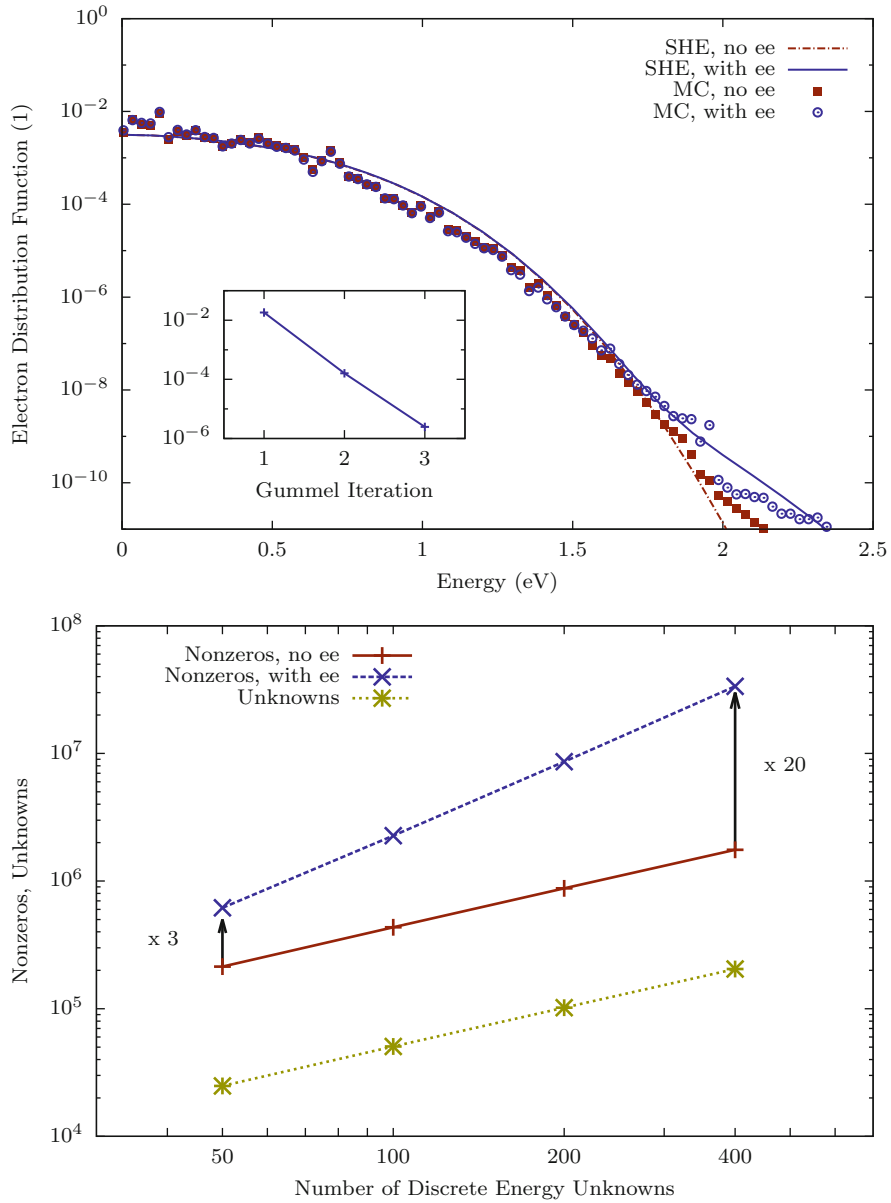 10^0
10^-2
10^-4
10^-6
10^-8
10^-10
Electron Distribution Function (1)
SHE, no ee
SHE, with ee
MC, no ee
MC, with ee
10^-2
10^-4
10^-6
1 2 3
Gummel Iteration
0 0.5 1 1.5 2 2.5
Energy (eV)
10^8
10^7
10^6
10^5
10^4
Nonzeros, Unknowns
Nonzeros, no ee
Nonzeros, with ee
Unknowns
x 3
x 20
50 100 200 400
Number of Discrete Energy Unknowns